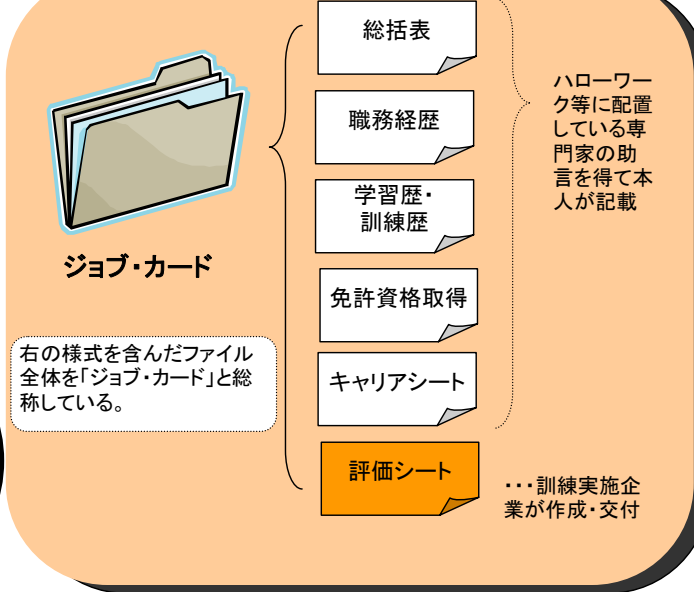 総括表
職務経歴
学習歴・
訓練歴
免許資格取得
キャリアシート
評価シート
ハローワー
ク等に配置
している専
門家の助
言を得て本
人が記載
ジョブ・カード
右の様式を含んだファイル
全体を「ジョブ・カード」と総
称している。
・・・訓練実施企
業が作成・交付